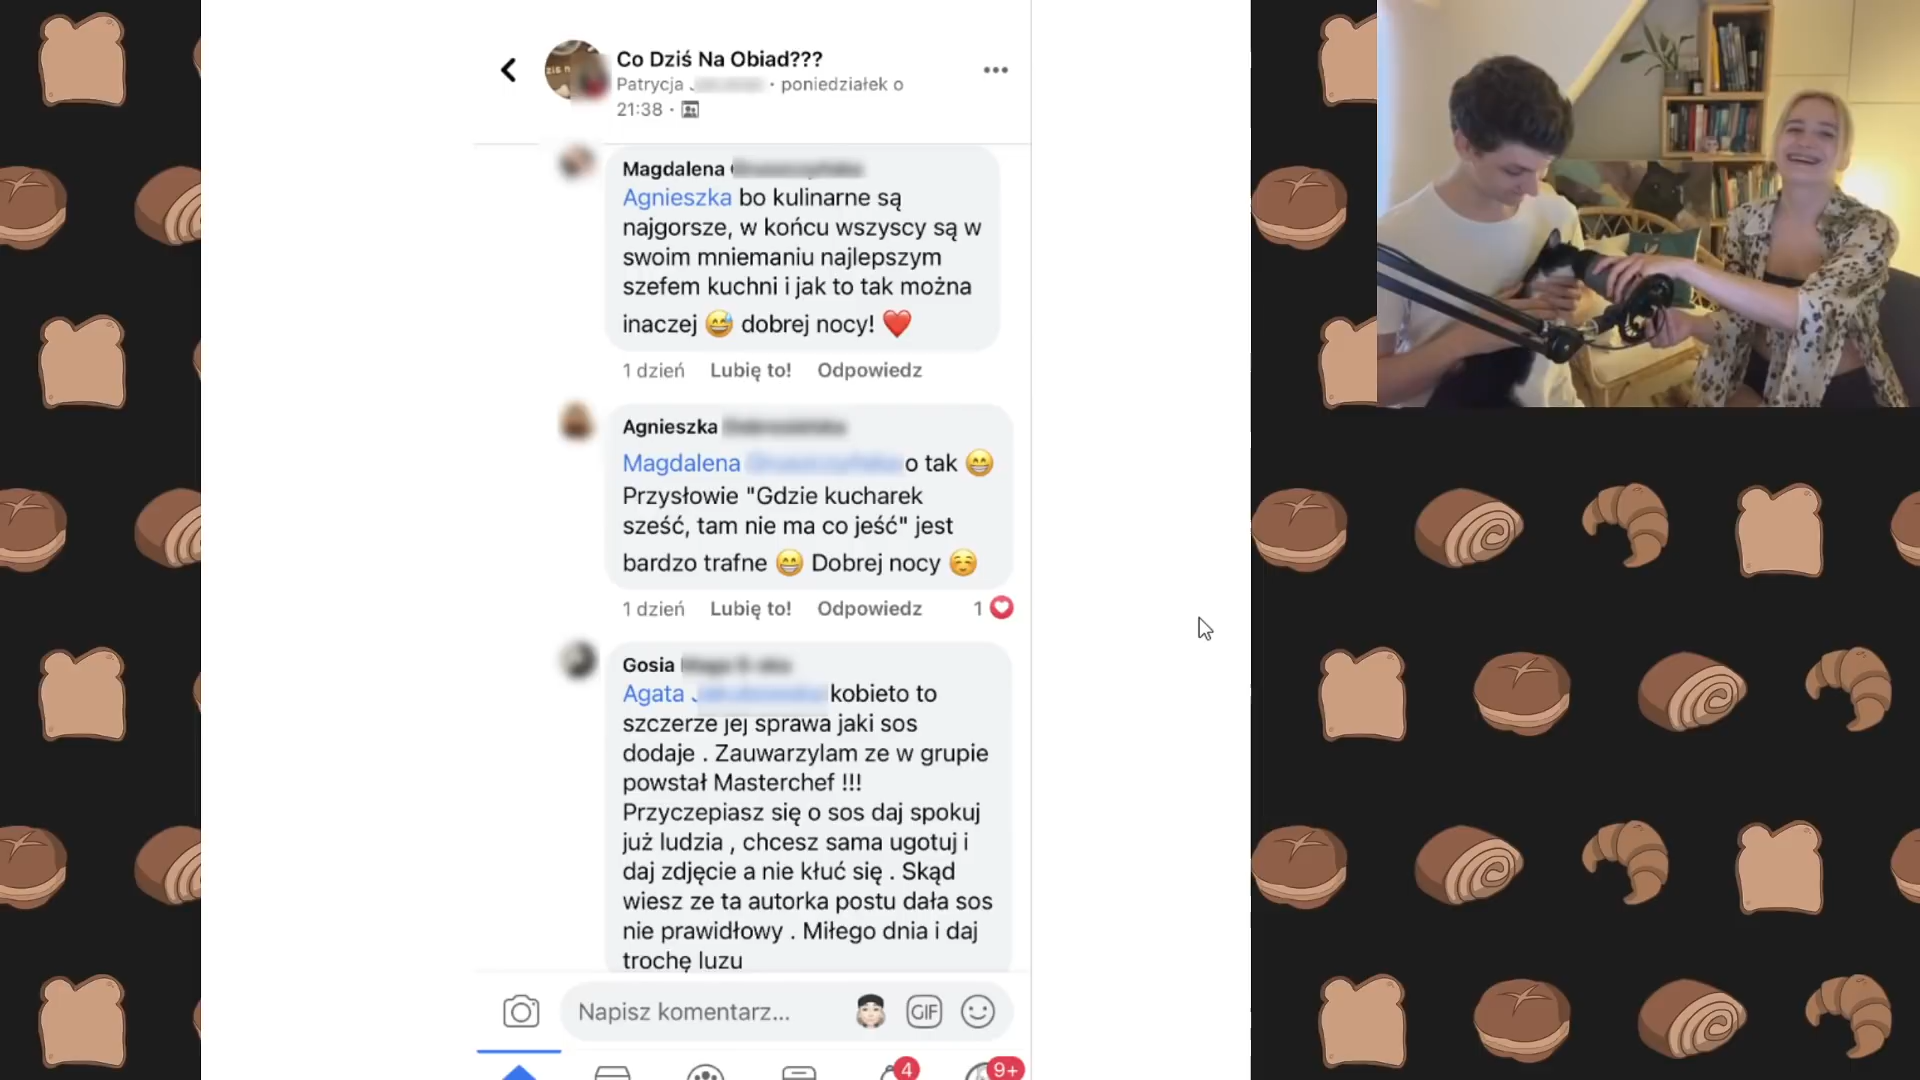 Co Dziś Na Obiad???
Patrycja · poniedziałek o
21:38 ·
Magdalena
Agnieszka bo kulinarne są
najgorsze, w końcu wszyscy są w
swoim mniemaniu najlepszym
szefem kuchni i jak to tak można
inaczej 😅 dobrej nocy! ❤️
1 dzień Lubię to! Odpowiedz
Agnieszka
Magdalena o tak 😁
Przysłowie "Gdzie kucharek
sześć, tam nie ma co jeść" jest
bardzo trafne 😁 Dobrej nocy ☺️
1 dzień Lubię to! Odpowiedz 1
Gosia
Agata kobieto to
szczerze jej sprawa jaki sos
dodaje . Zauwarzylam ze w grupie
powstał Masterchef !!!
Przyczepiasz się o sos daj spokuj
już ludzia , chcesz sama ugotuj i
daj zdjęcie a nie kłuć się . Skąd
wiesz ze ta autorka postu dała sos
nie prawidłowy . Miłego dnia i daj
trochę luzu
Napisz komentarz... GIF
4 9+